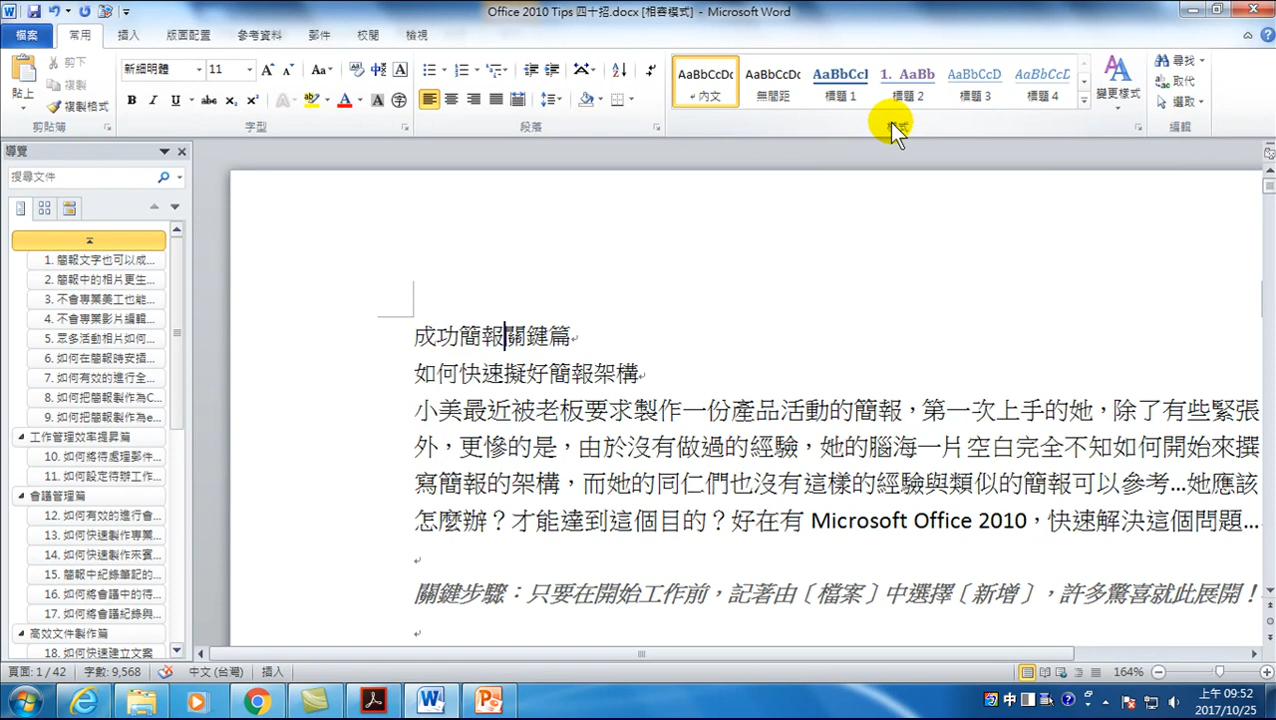 Office 2010 Tips 四十招.docx [相容模式] - Microsoft Word
檔案 常用 插入 版面配置 參考資料 郵件 校閱 檢視
貼上 剪下 複製 複製格式
新細明體 11
AaBbCcDc AaBbCcDc AaBbCcl 1. AaBb AaBbCcD AaBbCcD
內文 無間距 標題 1 標題 2 標題 3 標題 4
變更樣式
尋找 取代 選取
剪貼簿 字型 段落 樣式 編輯
導覽
搜尋文件
1. 簡報文字也可以成...
2. 簡報中的相片更生...
3. 不會專業美工也能...
4. 不會專業影片編輯...
5. 眾多活動相片如何...
6. 如何在簡報時安插...
7. 如何有效的進行全...
8. 如何把簡報製作為C...
9. 如何把簡報製作為e...
工作管理效率提昇篇
10. 如何將待處理郵件...
11. 如何設定待辦工作...
會議管理篇
12. 如何有效的進行會...
13. 如何快速製作專業...
14. 如何快速製作來賓...
15. 簡報中紀錄筆記的...
16. 如何將會議中的待...
17. 如何將會議紀錄與...
高效文件製作篇
18. 如何快速建立文案
成功簡報關鍵篇
如何快速擬好簡報架構
小美最近被老板要求製作一份產品活動的簡報，第一次上手的她，除了有些緊張
外，更慘的是，由於沒有做過的經驗，她的腦海一片空白完全不知如何開始來撰
寫簡報的架構，而她的同仁們也沒有這樣的經驗與類似的簡報可以參考...她應該
怎麼辦？才能達到這個目的？好在有 Microsoft Office 2010，快速解決這個問題...
關鍵步驟：只要在開始工作前，記著由〔檔案〕中選擇〔新增〕，許多驚喜就此展開！
頁面: 1 / 42 字數: 9,568 中文 (台灣) 插入 164%
中
上午 09:52
2017/10/25